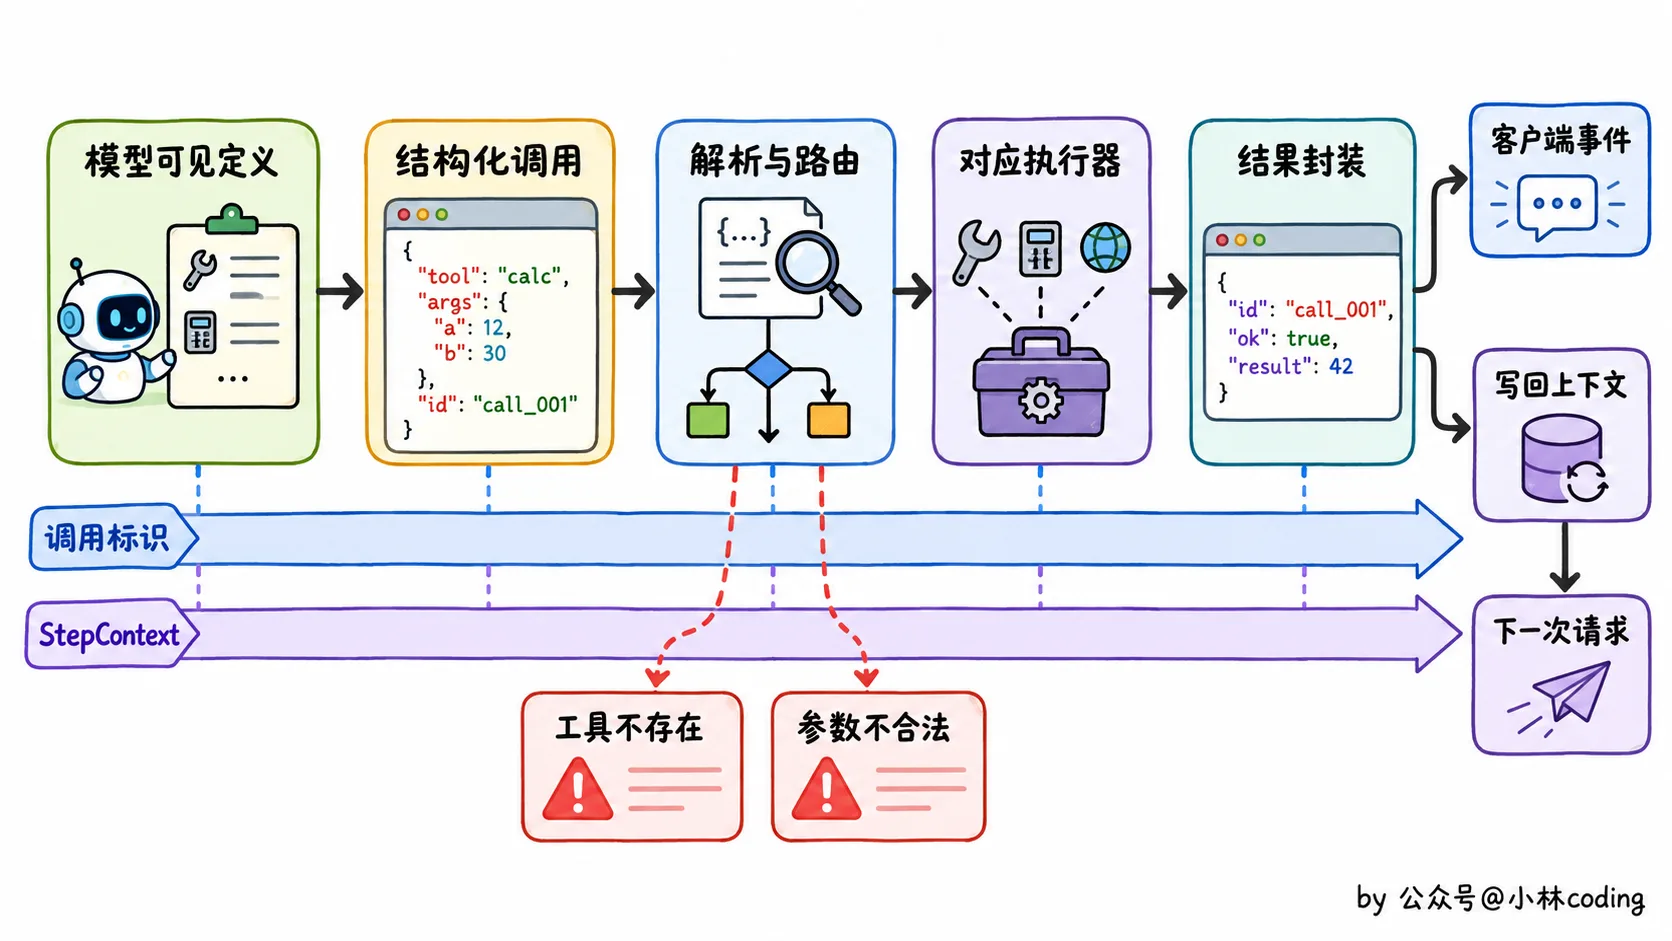 模型可见定义
结构化调用
{
"tool": "calc",
"args": {
"a": 12,
"b": 30
},
"id": "call_001"
}
解析与路由
{...}
对应执行器
结果封装
{
"id": "call_001",
"ok": true,
"result": 42
}
客户端事件
写回上下文
下一次请求
调用标识
StepContext
工具不存在
参数不合法
by 公众号@小林coding